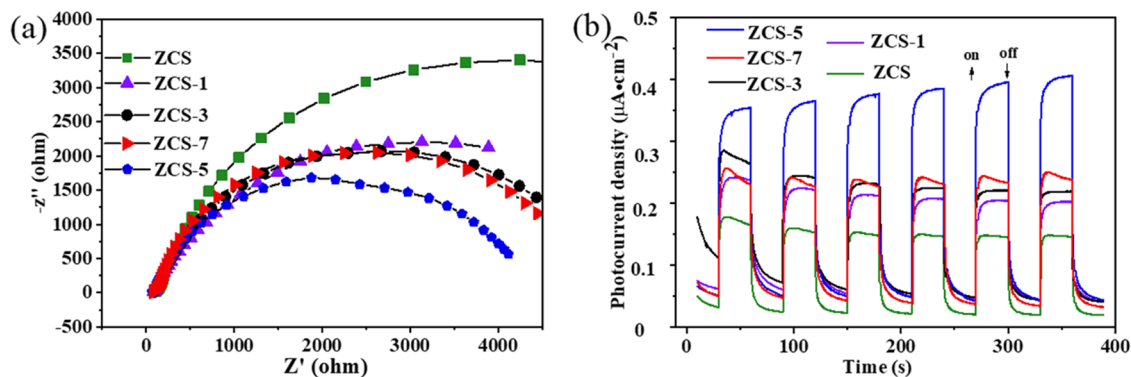 (a)
4000
3500
3000
2500
2000
1500
1000
500
0
-500
-z'' (ohm)
ZCS
ZCS-1
ZCS-3
ZCS-7
ZCS-5
0 1000 2000 3000 4000
Z' (ohm)
(b)
0.5
0.4
0.3
0.2
0.1
0
Photocurrent density (μA•cm-2)
ZCS-5 ZCS-1
ZCS-7 ZCS
ZCS-3
on off
0 100 200 300 400
Time (s)